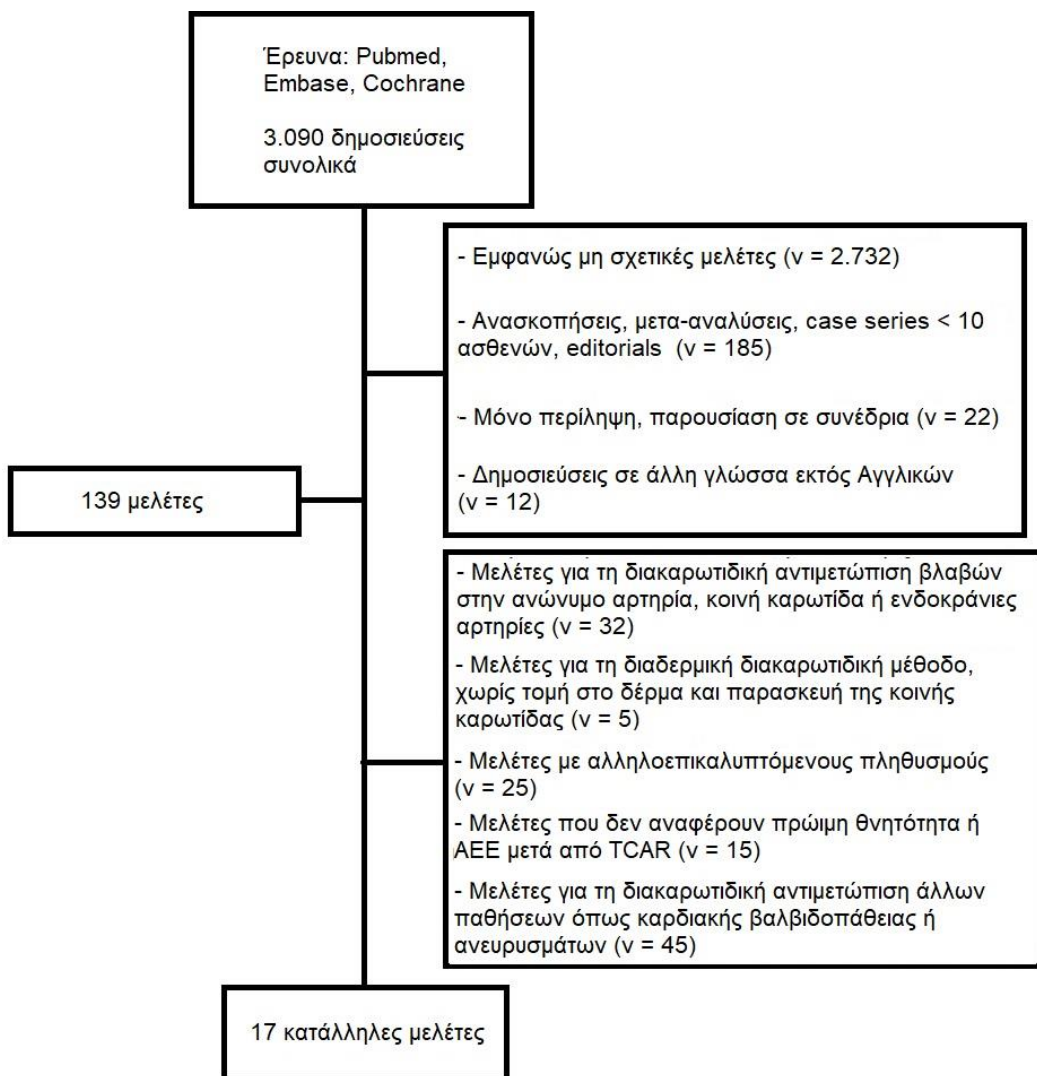 Έρευνα: Pubmed,
Embase, Cochrane
3.090 δημοσιεύσεις
συνολικά
- Εμφανώς μη σχετικές μελέτες (ν = 2.732)
- Ανασκοπήσεις, μετα-αναλύσεις, case series < 10
ασθενών, editorials (ν = 185)
- Μόνο περίληψη, παρουσίαση σε συνέδρια (ν = 22)
- Δημοσιεύσεις σε άλλη γλώσσα εκτός Αγγλικών
(ν = 12)
139 μελέτες
- Μελέτες για τη διακαρωτιδική αντιμετώπιση βλαβών
στην ανώνυμο αρτηρία, κοινή καρωτίδα ή ενδοκράνιες
αρτηρίες (ν = 32)
- Μελέτες για τη διαδερμική διακαρωτιδική μέθοδο,
χωρίς τομή στο δέρμα και παρασκευή της κοινής
καρωτίδας (ν = 5)
- Μελέτες με αλληλοεπικαλυπτόμενους πληθυσμούς
(ν = 25)
- Μελέτες που δεν αναφέρουν πρώιμη θνητότητα ή
ΑΕΕ μετά από TCAR (ν = 15)
- Μελέτες για τη διακαρωτιδική αντιμετώπιση άλλων
παθήσεων όπως καρδιακής βαλβιδοπάθειας ή
ανευρυσμάτων (ν = 45)
17 κατάλληλες μελέτες